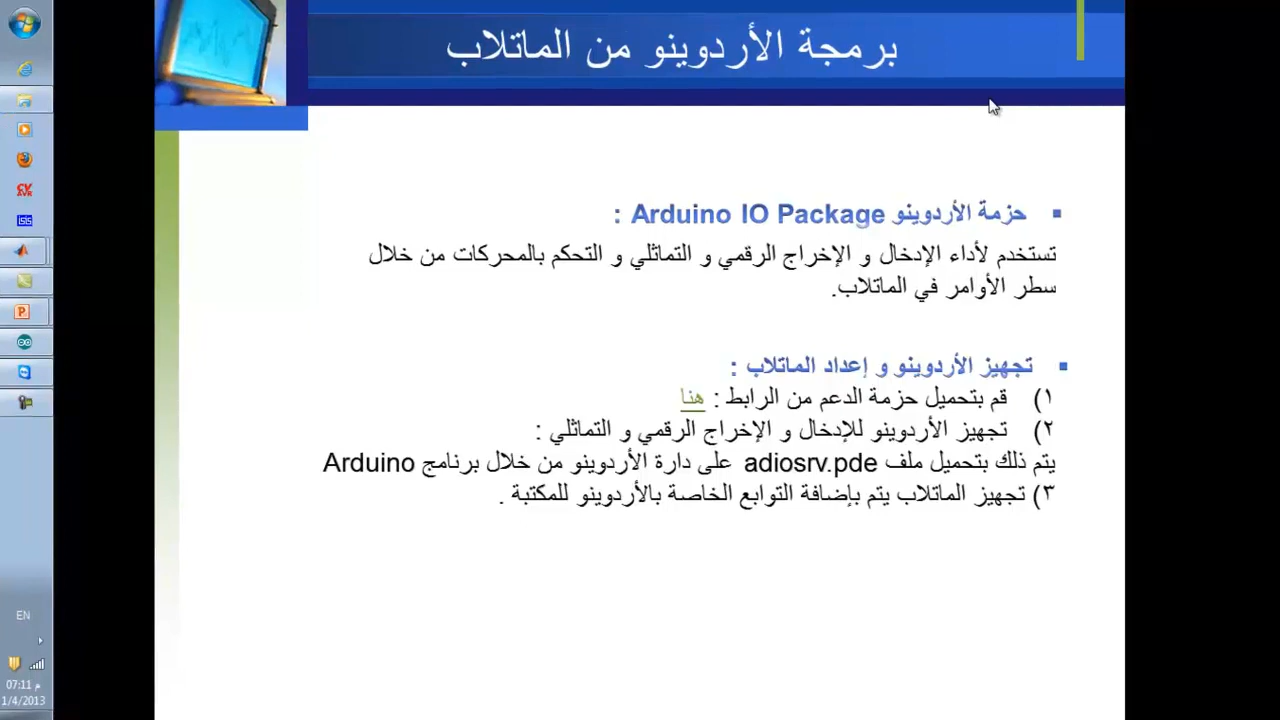 برمجة الأردوينو من الماتلاب
▪ حزمة الأردوينو Arduino IO Package :
تستخدم لأداء الإدخال و الإخراج الرقمي و التماثلي و التحكم بالمحركات من خلال
سطر الأوامر في الماتلاب.
▪ تجهيز الأردوينو و إعداد الماتلاب :
١) قم بتحميل حزمة الدعم من الرابط : هنا
٢) تجهيز الأردوينو للإدخال و الإخراج الرقمي و التماثلي :
يتم ذلك بتحميل ملف adiosrv.pde على دارة الأردوينو من خلال برنامج Arduino
٣) تجهيز الماتلاب يتم بإضافة التوابع الخاصة بالأردوينو للمكتبة .
CV
AVR
ISIS
EN
07:11 م
1/4/2013